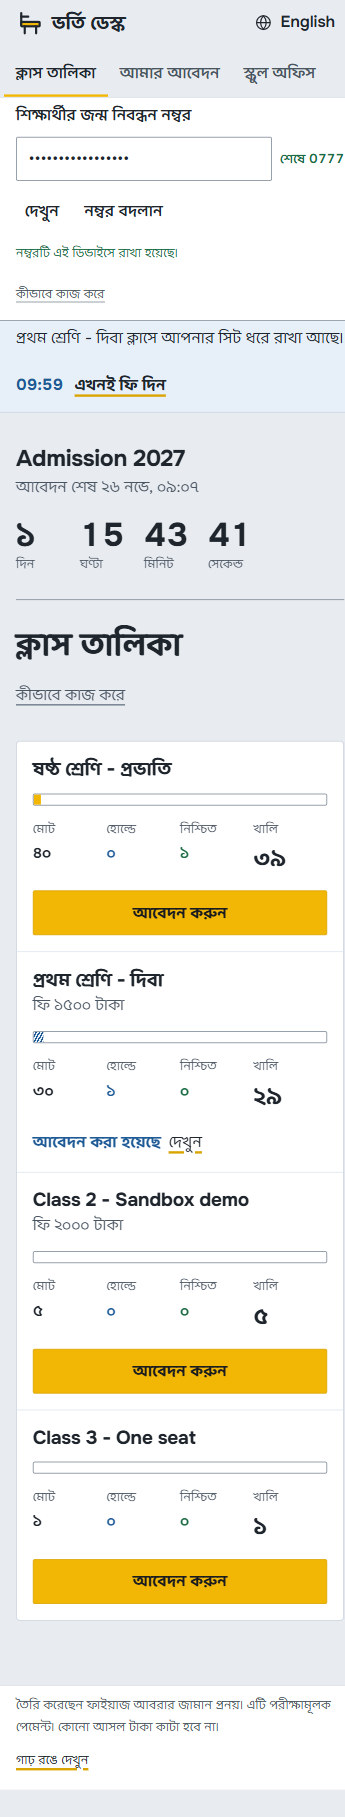 ভর্তি ডেস্ক
English
ক্লাস তালিকা আমার আবেদন স্কুল অফিস
শিক্ষার্থীর জন্ম নিবন্ধন নম্বর
•••••••••••••••••
শেষে 0777
দেখুন নম্বর বদলান
নম্বরটি এই ডিভাইসে রাখা হয়েছে।
কীভাবে কাজ করে
প্রথম শ্রেণি - দিবা ক্লাসে আপনার সিট ধরে রাখা আছে।
09:59 এখনই ফি দিন
Admission 2027
আবেদন শেষ ২৬ নভে, ০৯:০৭
১ 15 43 41
দিন ঘণ্টা মিনিট সেকেন্ড
ক্লাস তালিকা
কীভাবে কাজ করে
ষষ্ঠ শ্রেণি - প্রভাতি
মোট হোল্ডে নিশ্চিত খালি
৪০ ০ ১ ৩৯
আবেদন করুন
প্রথম শ্রেণি - দিবা
ফি ১৫০০ টাকা
মোট হোল্ডে নিশ্চিত খালি
৩০ ১ ০ ২৯
আবেদন করা হয়েছে দেখুন
Class 2 - Sandbox demo
ফি ২০০০ টাকা
মোট হোল্ডে নিশ্চিত খালি
৫ ০ ০ ৫
আবেদন করুন
Class 3 - One seat
মোট হোল্ডে নিশ্চিত খালি
১ ০ ০ ১
আবেদন করুন
তৈরি করেছেন ফাইয়াজ আবরার জামান প্রনয়। এটি পরীক্ষামূলক
পেমেন্ট। কোনো আসল টাকা কাটা হবে না।
গাঢ় রঙে দেখুন